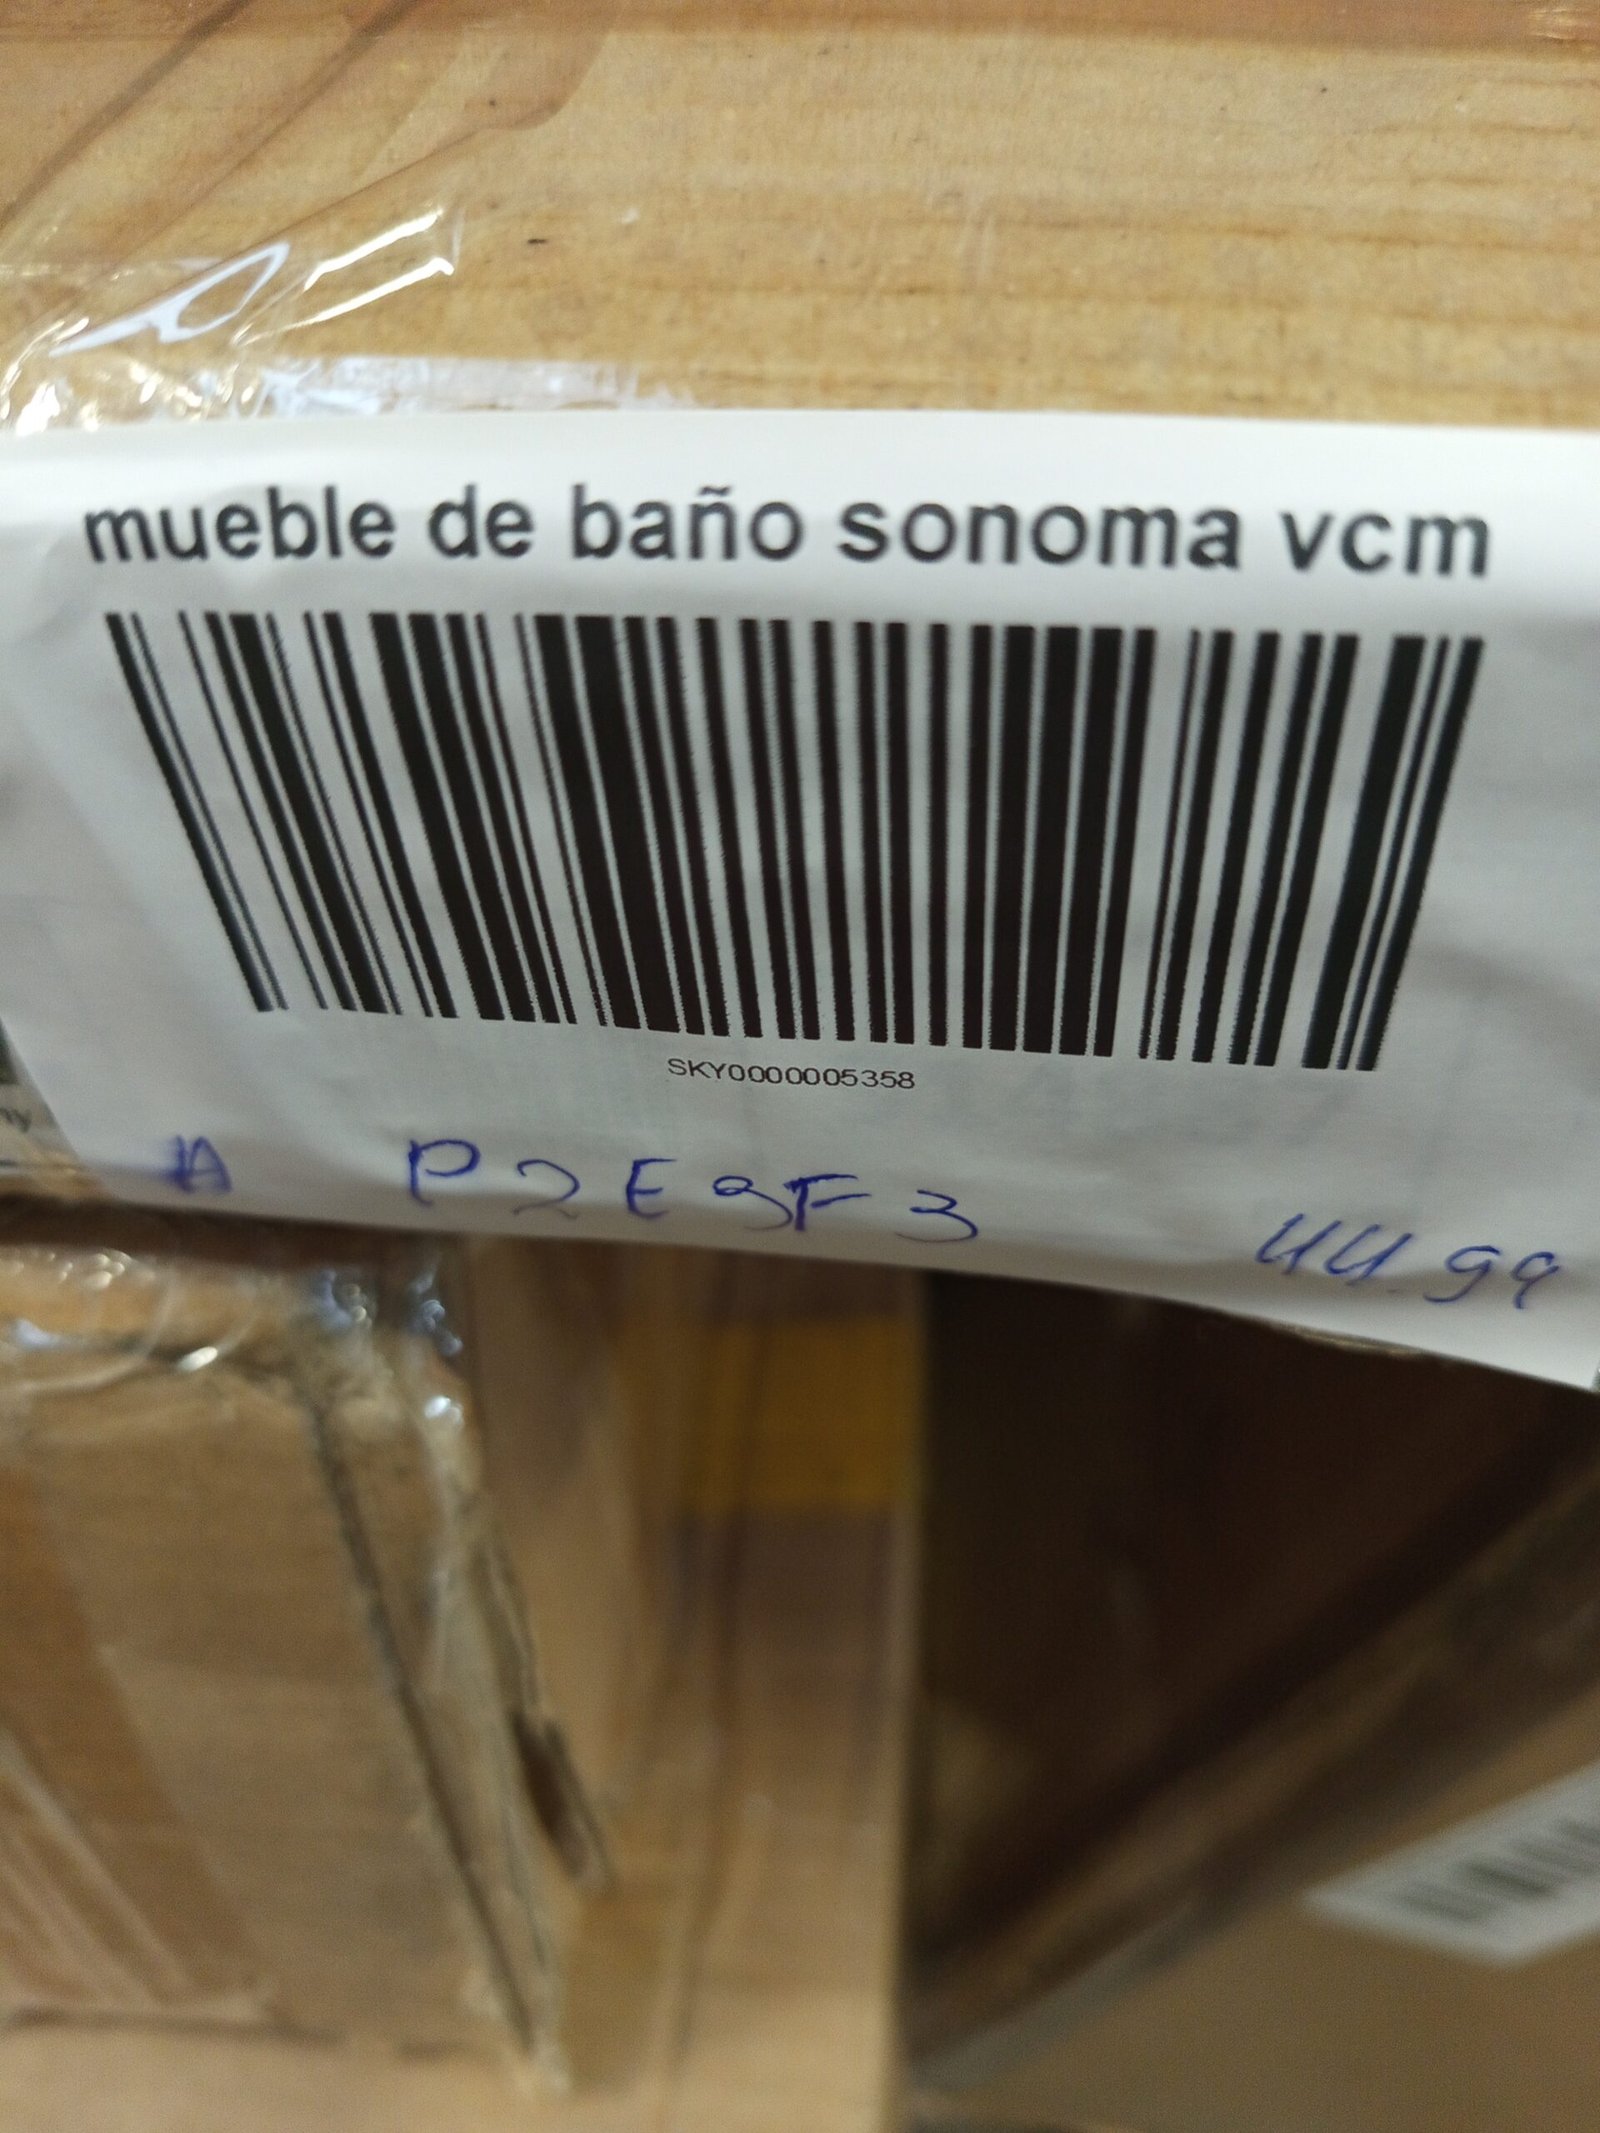 mueble de baño sonoma vcm
SKY0000005358
A P2E9F3 44.99